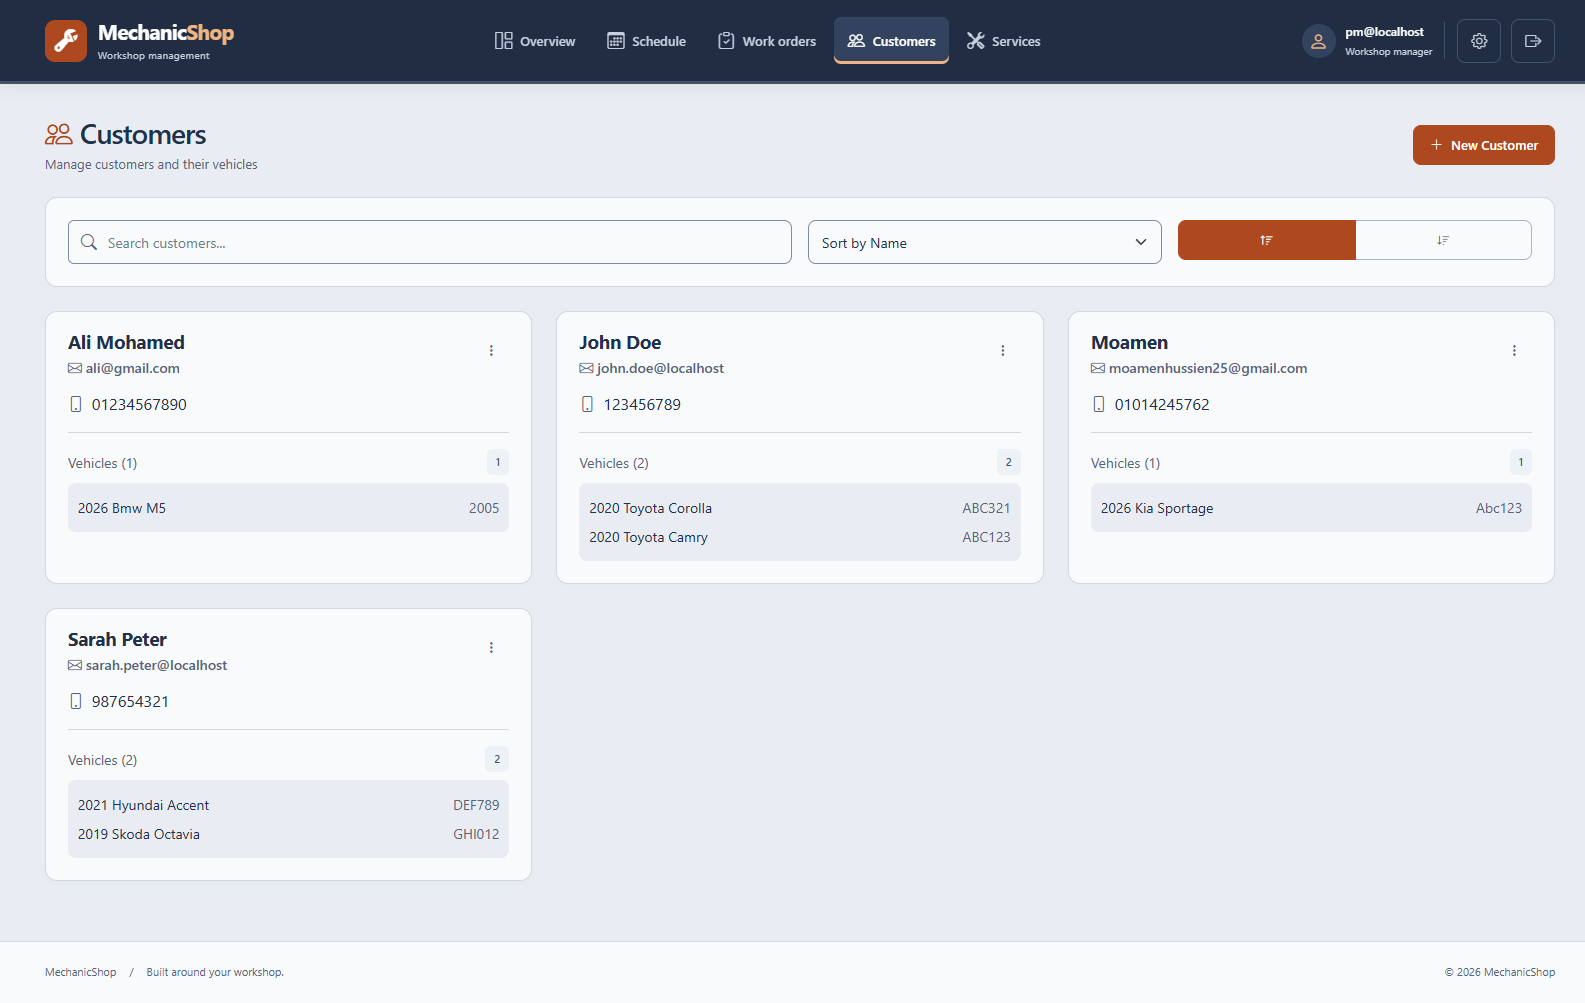 MechanicShop
Workshop management
Overview
Schedule
Work orders
Customers
Services
pm@localhost
Workshop manager
Customers
Manage customers and their vehicles
New Customer
Search customers...
Sort by Name
Ali Mohamed
ali@gmail.com
01234567890
Vehicles (1)
1
2026 Bmw M5
2005
John Doe
john.doe@localhost
123456789
Vehicles (2)
2
2020 Toyota Corolla
ABC321
2020 Toyota Camry
ABC123
Moamen
moamenhussien25@gmail.com
01014245762
Vehicles (1)
1
2026 Kia Sportage
Abc123
Sarah Peter
sarah.peter@localhost
987654321
Vehicles (2)
2
2021 Hyundai Accent
DEF789
2019 Skoda Octavia
GHI012
MechanicShop / Built around your workshop.
© 2026 MechanicShop